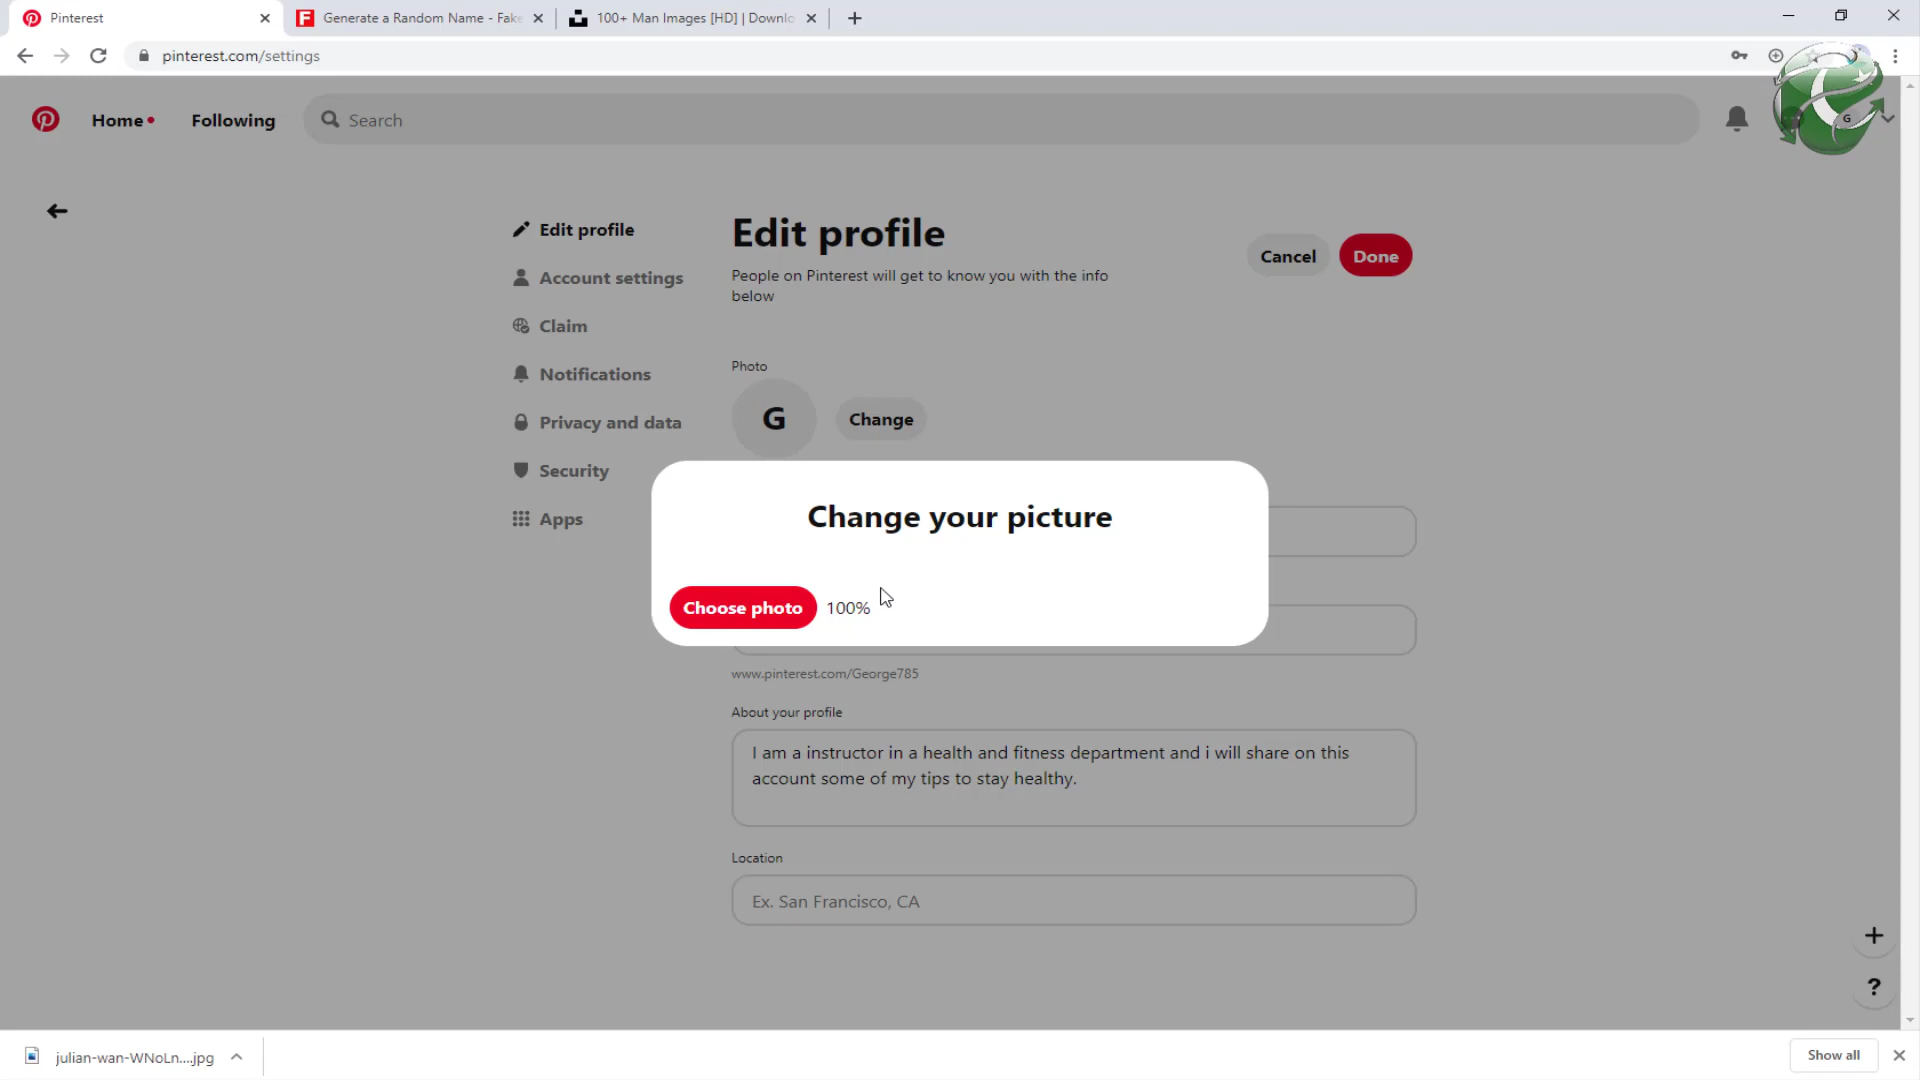 Pinterest
Generate a Random Name - Fake
100+ Man Images [HD] | Downlo
pinterest.com/settings
Home
Following
Search
G
Edit profile
Account settings
Claim
Notifications
Privacy and data
Security
Apps
Edit profile
People on Pinterest will get to know you with the info
below
Cancel
Done
Photo
G
Change
Change your picture
Choose photo
100%
www.pinterest.com/George785
About your profile
I am a instructor in a health and fitness department and i will share on this
account some of my tips to stay healthy.
Location
Ex. San Francisco, CA
+
?
julian-wan-WNoLn....jpg
Show all